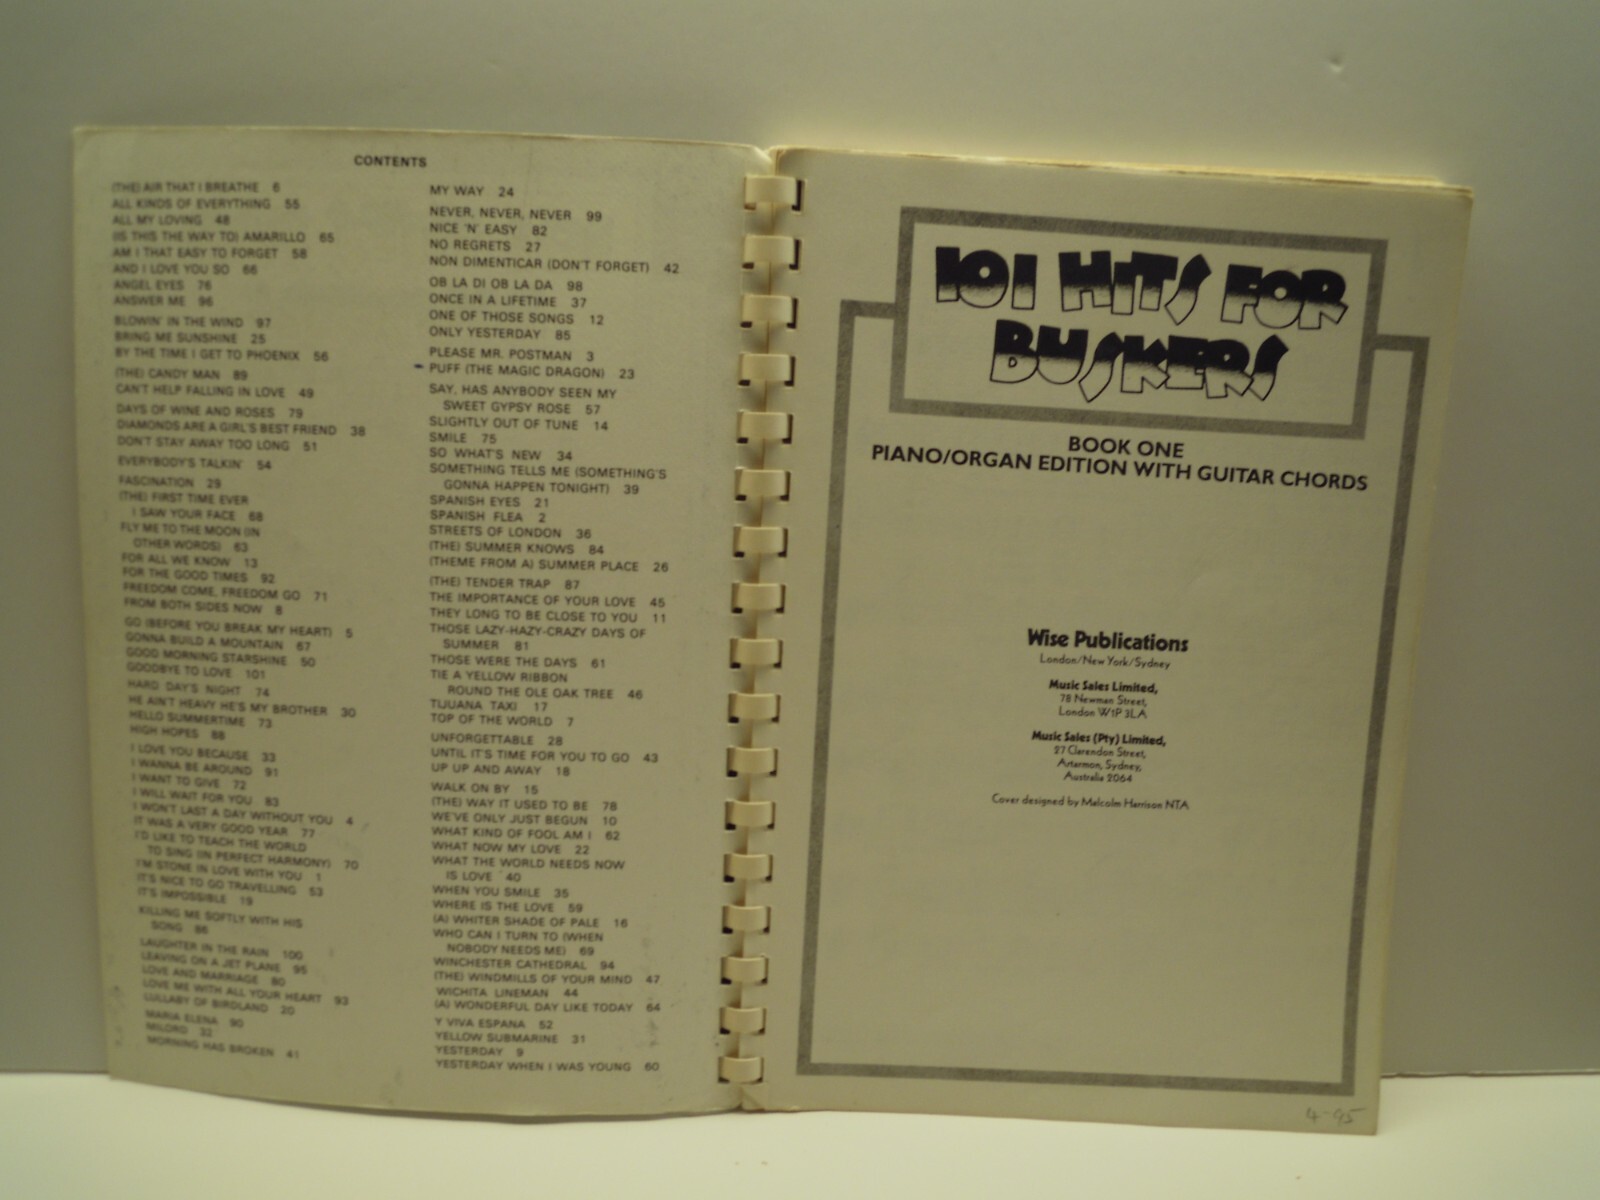 CONTENTS
(THE) AIR THAT I BREATHE 6
ALL KINDS OF EVERYTHING 55
ALL MY LOVING 48
(IS THIS THE WAY TO) AMARILLO 65
AM I THAT EASY TO FORGET 58
AND I LOVE YOU SO 66
ANGEL EYES 76
ANSWER ME 96
BLOWIN' IN THE WIND 97
BRING ME SUNSHINE 25
BY THE TIME I GET TO PHOENIX 56
(THE) CANDY MAN 89
CAN'T HELP FALLING IN LOVE 49
DAYS OF WINE AND ROSES 79
DIAMONDS ARE A GIRL'S BEST FRIEND 38
DON'T STAY AWAY TOO LONG 51
EVERYBODY'S TALKIN' 54
FASCINATION 29
(THE) FIRST TIME EVER
I SAW YOUR FACE 68
FLY ME TO THE MOON (IN
OTHER WORDS) 63
FOR ALL WE KNOW 13
FOR THE GOOD TIMES 92
FREEDOM COME, FREEDOM GO 71
FROM BOTH SIDES NOW 8
GO (BEFORE YOU BREAK MY HEART) 5
GONNA BUILD A MOUNTAIN 67
GOOD MORNING STARSHINE 50
GOODBYE TO LOVE 101
HARD DAY'S NIGHT 74
HE AIN'T HEAVY HE'S MY BROTHER 30
HELLO SUMMERTIME 73
HIGH HOPES 88
I LOVE YOU BECAUSE 33
I WANNA BE AROUND 91
I WANT TO GIVE 72
I WILL WAIT FOR YOU 83
I WON'T LAST A DAY WITHOUT YOU 4
IT WAS A VERY GOOD YEAR 77
I'D LIKE TO TEACH THE WORLD
TO SING (IN PERFECT HARMONY) 70
I'M STONE IN LOVE WITH YOU 1
IT'S NICE TO GO TRAVELLING 53
IT'S IMPOSSIBLE 19
KILLING ME SOFTLY WITH HIS
SONG 86
LAUGHTER IN THE RAIN 100
LEAVING ON A JET PLANE 95
LOVE AND MARRIAGE 80
LOVE ME WITH ALL YOUR HEART 93
LULLABY OF BIRDLAND 20
MARIA ELENA 90
MILORD 32
MORNING HAS BROKEN 41
MY WAY 24
NEVER, NEVER, NEVER 99
NICE 'N' EASY 82
NO REGRETS 27
NON DIMENTICAR (DON'T FORGET) 42
OB LA DI OB LA DA 98
ONCE IN A LIFETIME 37
ONE OF THOSE SONGS 12
ONLY YESTERDAY 85
PLEASE MR. POSTMAN 3
PUFF (THE MAGIC DRAGON) 23
SAY, HAS ANYBODY SEEN MY
SWEET GYPSY ROSE 57
SLIGHTLY OUT OF TUNE 14
SMILE 75
SO WHAT'S NEW 34
SOMETHING TELLS ME (SOMETHING'S
GONNA HAPPEN TONIGHT) 39
SPANISH EYES 21
SPANISH FLEA 2
STREETS OF LONDON 36
(THE) SUMMER KNOWS 84
(THEME FROM A) SUMMER PLACE 26
(THE) TENDER TRAP 87
THE IMPORTANCE OF YOUR LOVE 45
THEY LONG TO BE CLOSE TO YOU 11
THOSE LAZY-HAZY-CRAZY DAYS OF
SUMMER 81
THOSE WERE THE DAYS 61
TIE A YELLOW RIBBON
ROUND THE OLE OAK TREE 46
TIJUANA TAXI 17
TOP OF THE WORLD 7
UNFORGETTABLE 28
UNTIL IT'S TIME FOR YOU TO GO 43
UP UP AND AWAY 18
WALK ON BY 15
(THE) WAY IT USED TO BE 78
WE'VE ONLY JUST BEGUN 10
WHAT KIND OF FOOL AM I 62
WHAT NOW MY LOVE 22
WHAT THE WORLD NEEDS NOW
IS LOVE 40
WHEN YOU SMILE 35
WHERE IS THE LOVE 59
(A) WHITER SHADE OF PALE 16
WHO CAN I TURN TO (WHEN
NOBODY NEEDS ME) 69
WINCHESTER CATHEDRAL 94
(THE) WINDMILLS OF YOUR MIND 47
WICHITA LINEMAN 44
(A) WONDERFUL DAY LIKE TODAY 64
Y VIVA ESPANA 52
YELLOW SUBMARINE 31
YESTERDAY 9
YESTERDAY WHEN I WAS YOUNG 60
101 HITS FOR
BUSKERS
BOOK ONE
PIANO/ORGAN EDITION WITH GUITAR CHORDS
Wise Publications
London/New York/Sydney
Music Sales Limited,
78 Newman Street,
London W1P 3LA
Music Sales (Pty) Limited,
27 Clarendon Street,
Artarmon, Sydney,
Australia 2064
Cover designed by Malcolm Harrison NTA
4-95